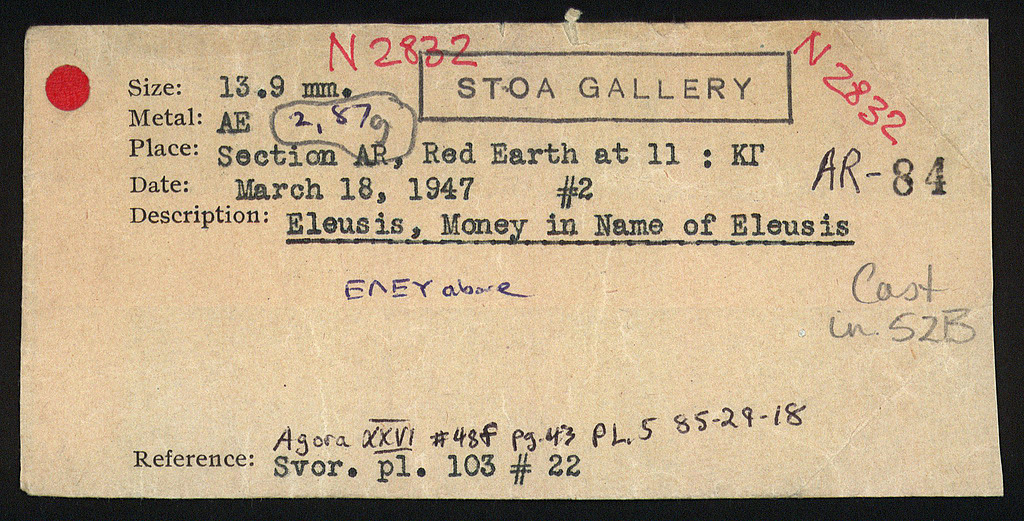 N 2832
N 2832
STOA GALLERY
Size: 13.9 mm.
Metal: AE 2,87g
Place: Section AR, Red Earth at 11 : ΚΓ
AR-84
Date: March 18, 1947 #2
Description: Eleusis, Money in Name of Eleusis
ΕΛΕΥ above
Cast
in 52B
Agora XXVI #48f pg.43 PL.5 85-29-18
Reference: Svor. pl. 103 # 22